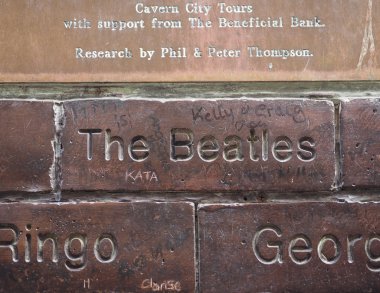 Cavern City Tours
with support from The Beneficial Bank.
Research by Phil & Peter Thompson.
Kelly & Craig
The Beatles
KATA
Ringo
Georg